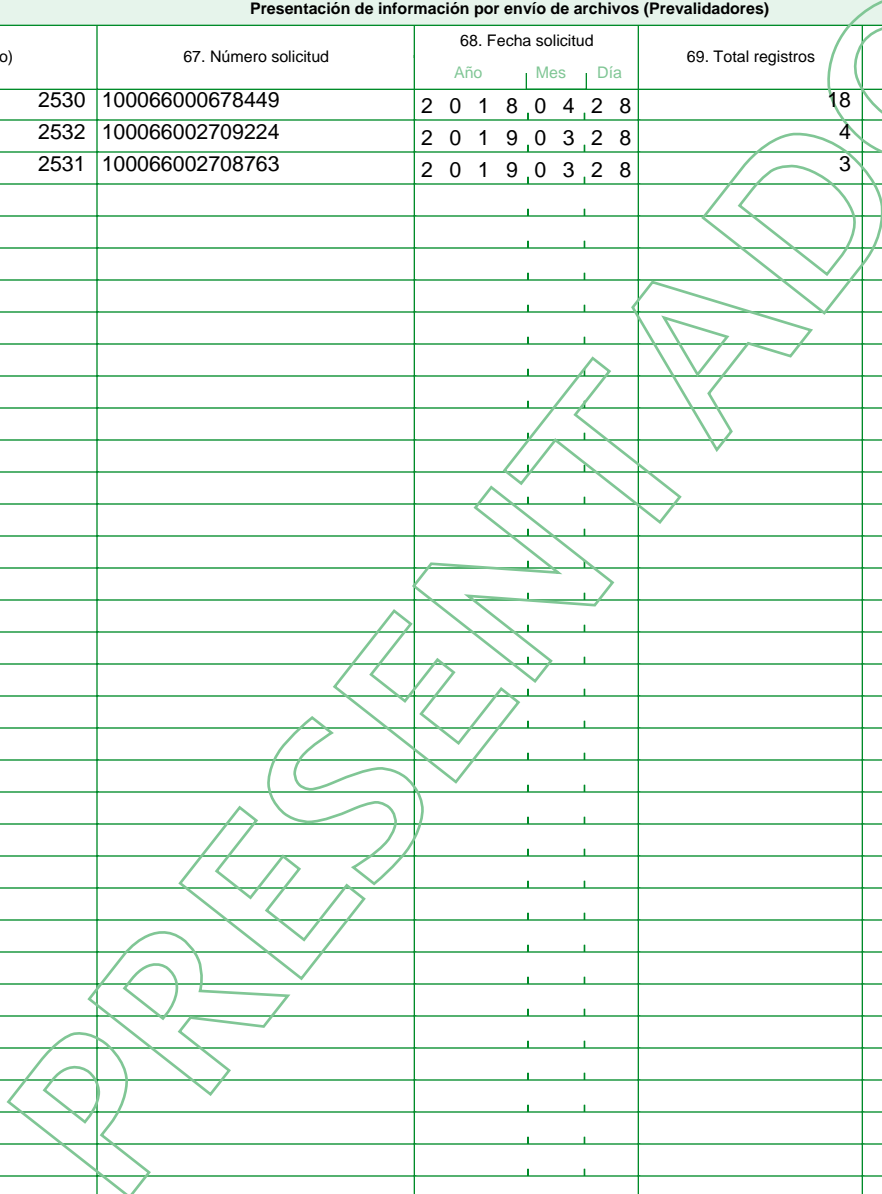 Presentación de información por envío de archivos (Prevalidadores)
o) 67. Número solicitud 68. Fecha solicitud 69. Total registros
Año Mes Día
2530 100066000678449 2 0 1 8 0 4 2 8 18
2532 100066002709224 2 0 1 9 0 3 2 8 4
2531 100066002708763 2 0 1 9 0 3 2 8 3
PRESENTADO